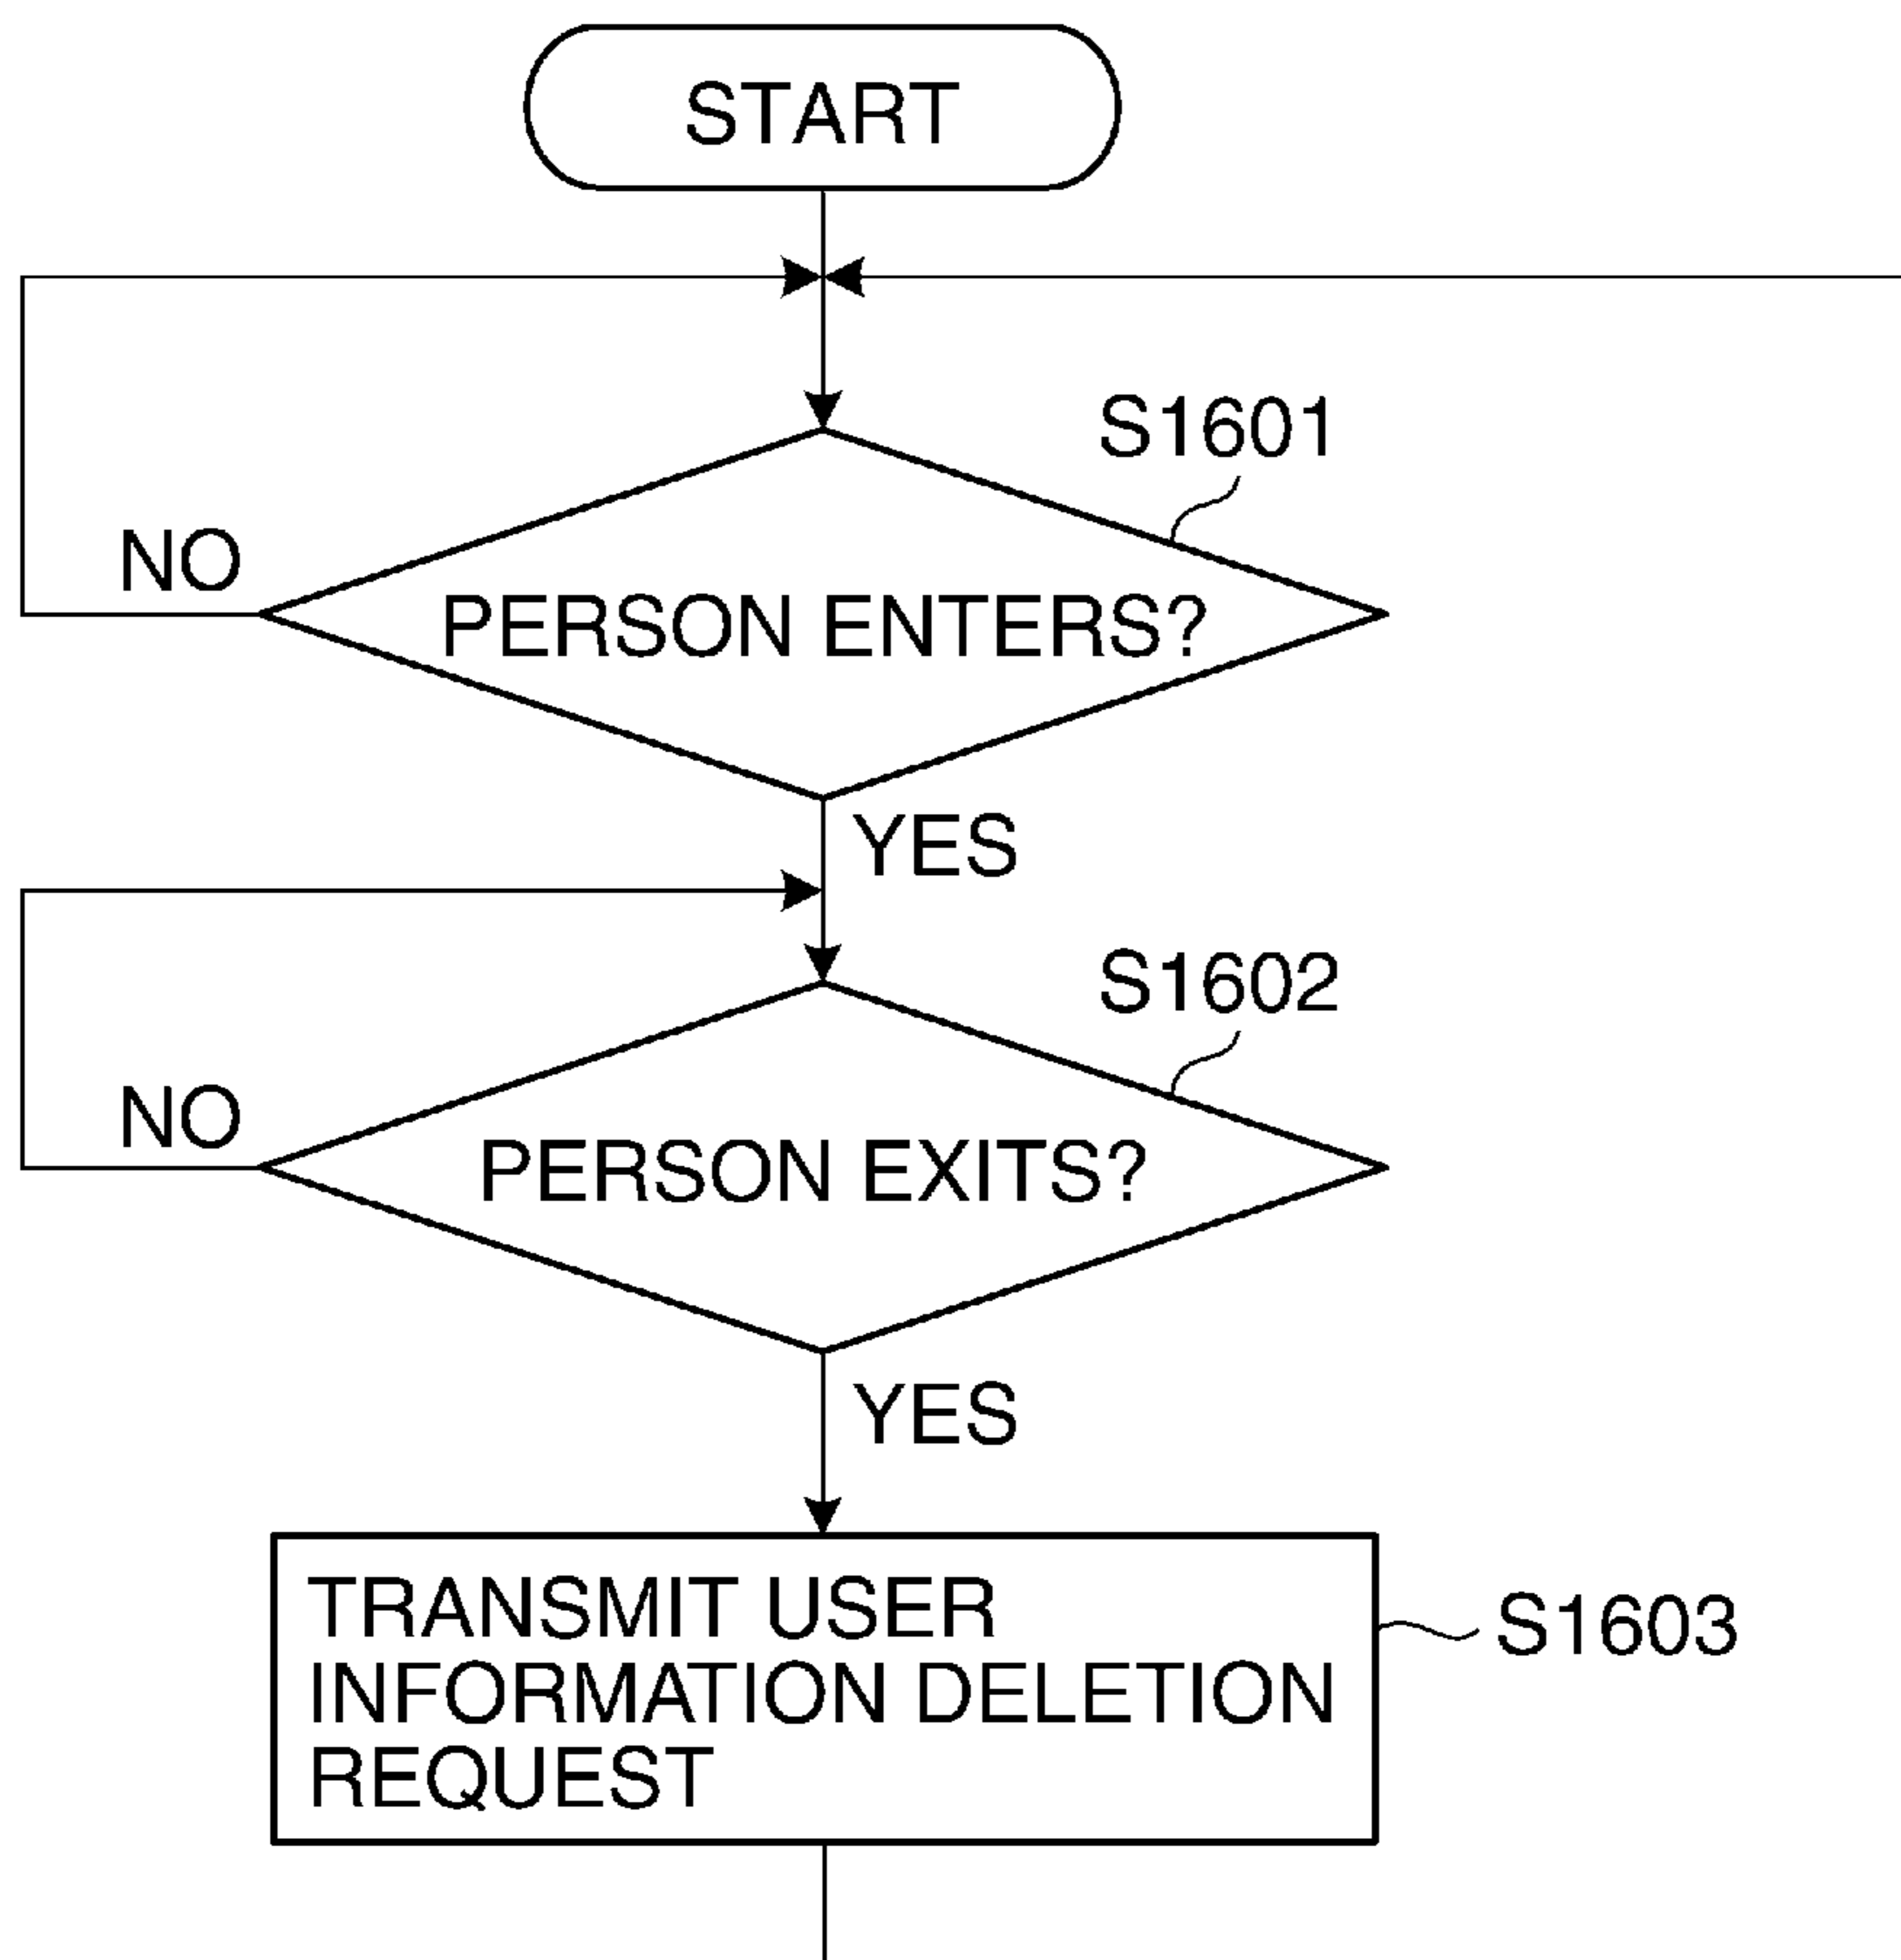 START
S1601
NO
PERSON ENTERS?
YES
S1602
NO
PERSON EXITS?
YES
TRANSMIT USER
INFORMATION DELETION
REQUEST
S1603